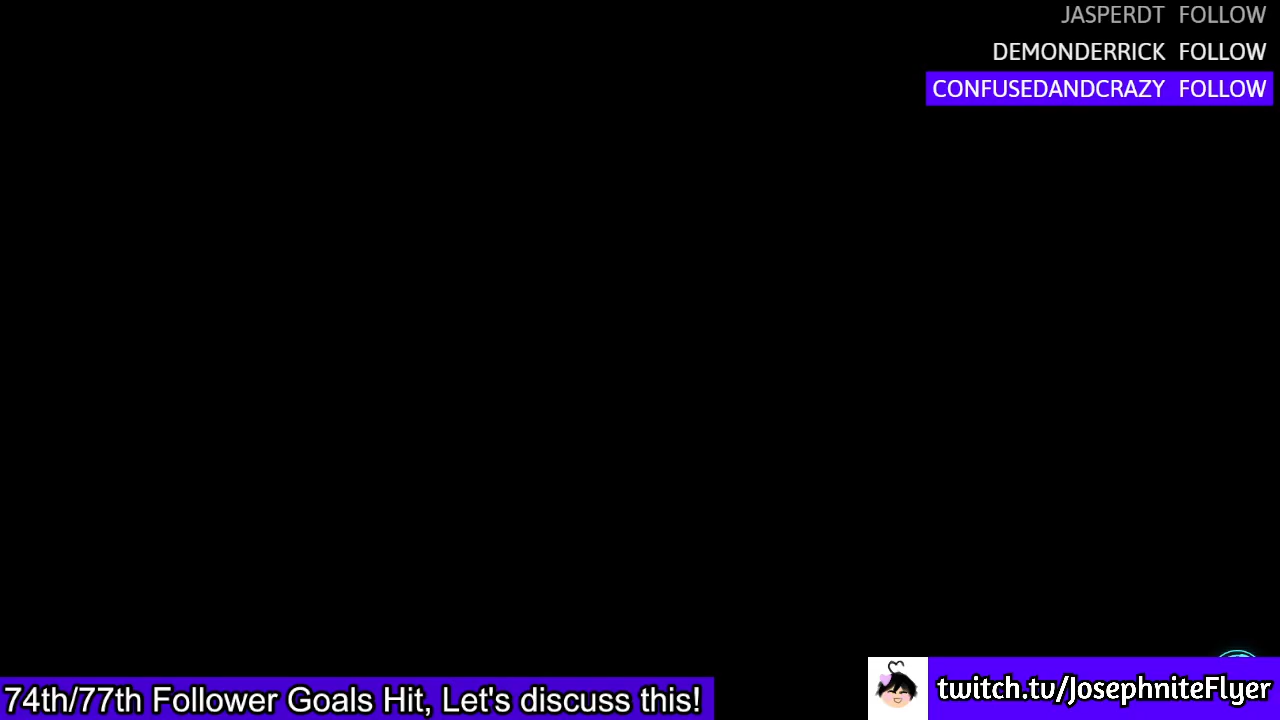 JASPERDT FOLLOW
DEMONDERRICK FOLLOW
CONFUSEDANDCRAZY FOLLOW
74th/77th Follower Goals Hit, Let's discuss this!
twitch.tv/JosephniteFlyer